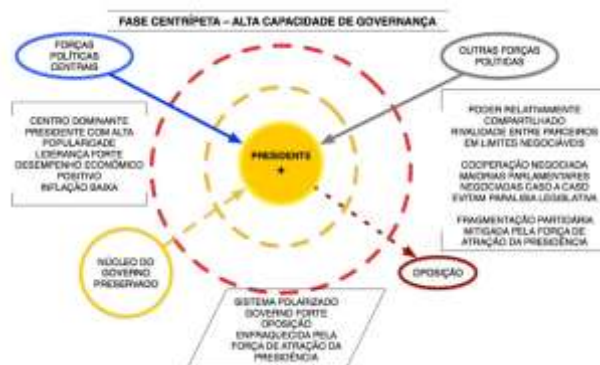 FASE CENTRÍPETA – ALTA CAPACIDADE DE GOVERNANÇA
FORÇAS
POLÍTICAS
CENTRAIS
OUTRAS FORÇAS
POLÍTICAS
CENTRO DOMINANTE
PRESIDENTE COM ALTA
POPULARIDADE
LIDERANÇA FORTE
DESEMPENHO ECONÔMICO
POSITIVO
INFLAÇÃO BAIXA
PRESIDENTE
+
PODER RELATIVAMENTE
COMPARTILHADO
RIVALIDADE ENTRE PARCEIROS
EM LIMITES NEGOCIÁVEIS
COOPERAÇÃO NEGOCIADA
MAIORIAS PARLAMENTARES
NEGOCIADAS CASO A CASO
EVITAM PARALISIA LEGISLATIVA
FRAGMENTAÇÃO PARTIDÁRIA
MITIGADA PELA FORÇA DE
ATRAÇÃO DA PRESIDÊNCIA
NÚCLEO DO
GOVERNO
PRESERVADO
OPOSIÇÃO
SISTEMA POLARIZADO
GOVERNO FORTE
OPOSIÇÃO
ENFRAQUECIDA PELA
FORÇA DE ATRAÇÃO DA
PRESIDÊNCIA